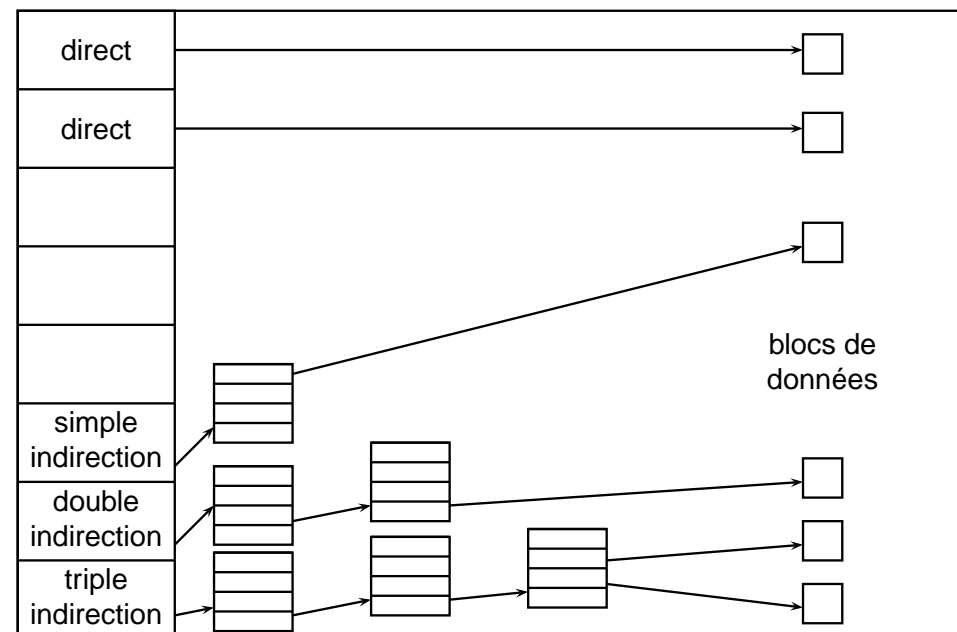 direct
direct
blocs de
données
simple
indirection
double
indirection
triple
indirection